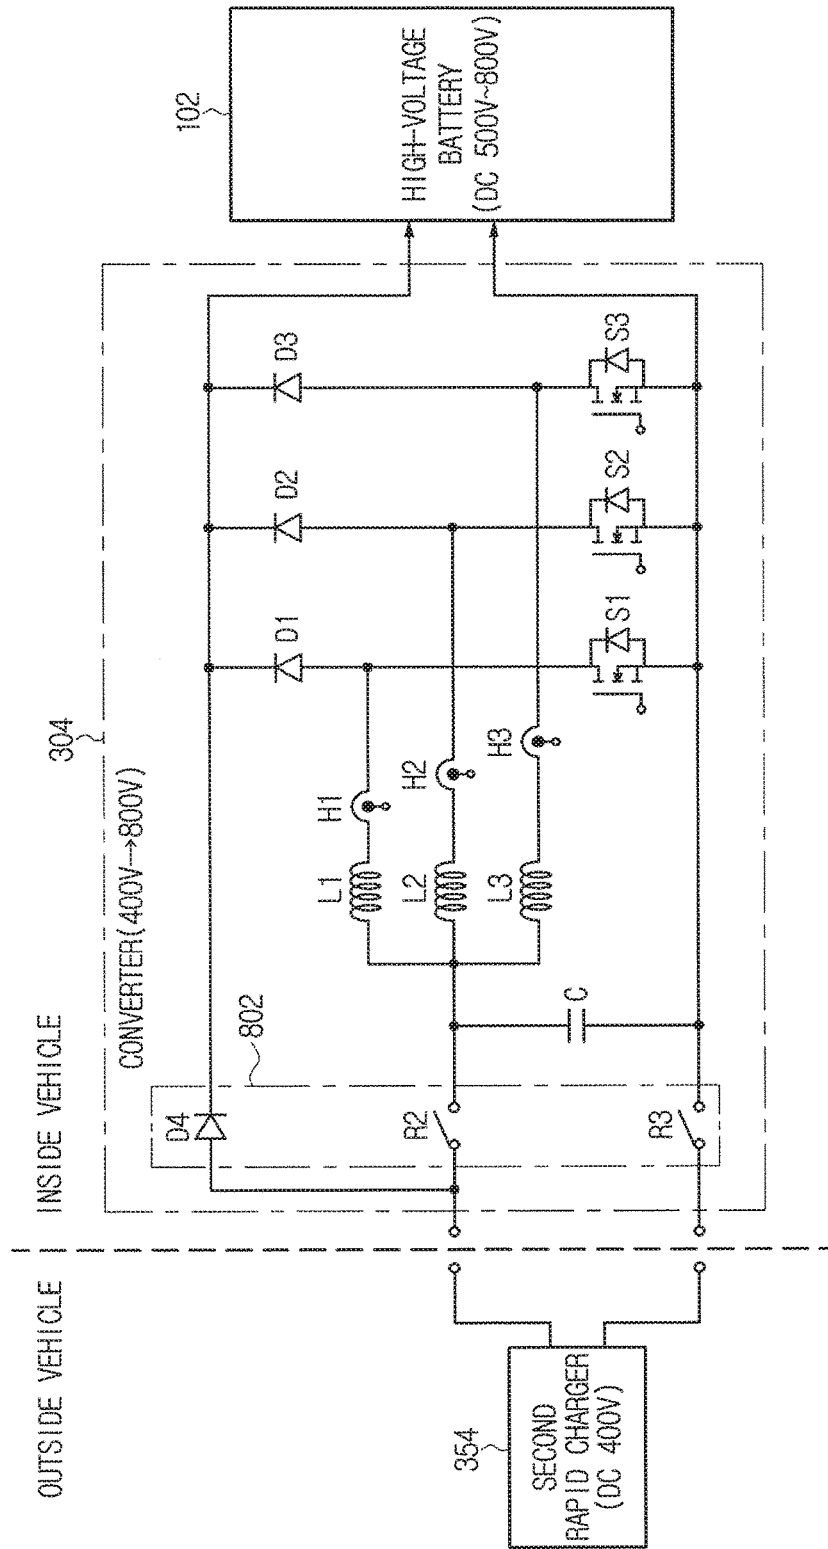 OUTSIDE VEHICLE
INSIDE VEHICLE
304
CONVERTER(400V→800V)
802
D4
R2
R3
C
L1
L2
L3
H1
H2
H3
D1
D2
D3
S1
S2
S3
102
HIGH-VOLTAGE
BATTERY
(DC 500V~800V)
354
SECOND
RAPID CHARGER
(DC 400V)